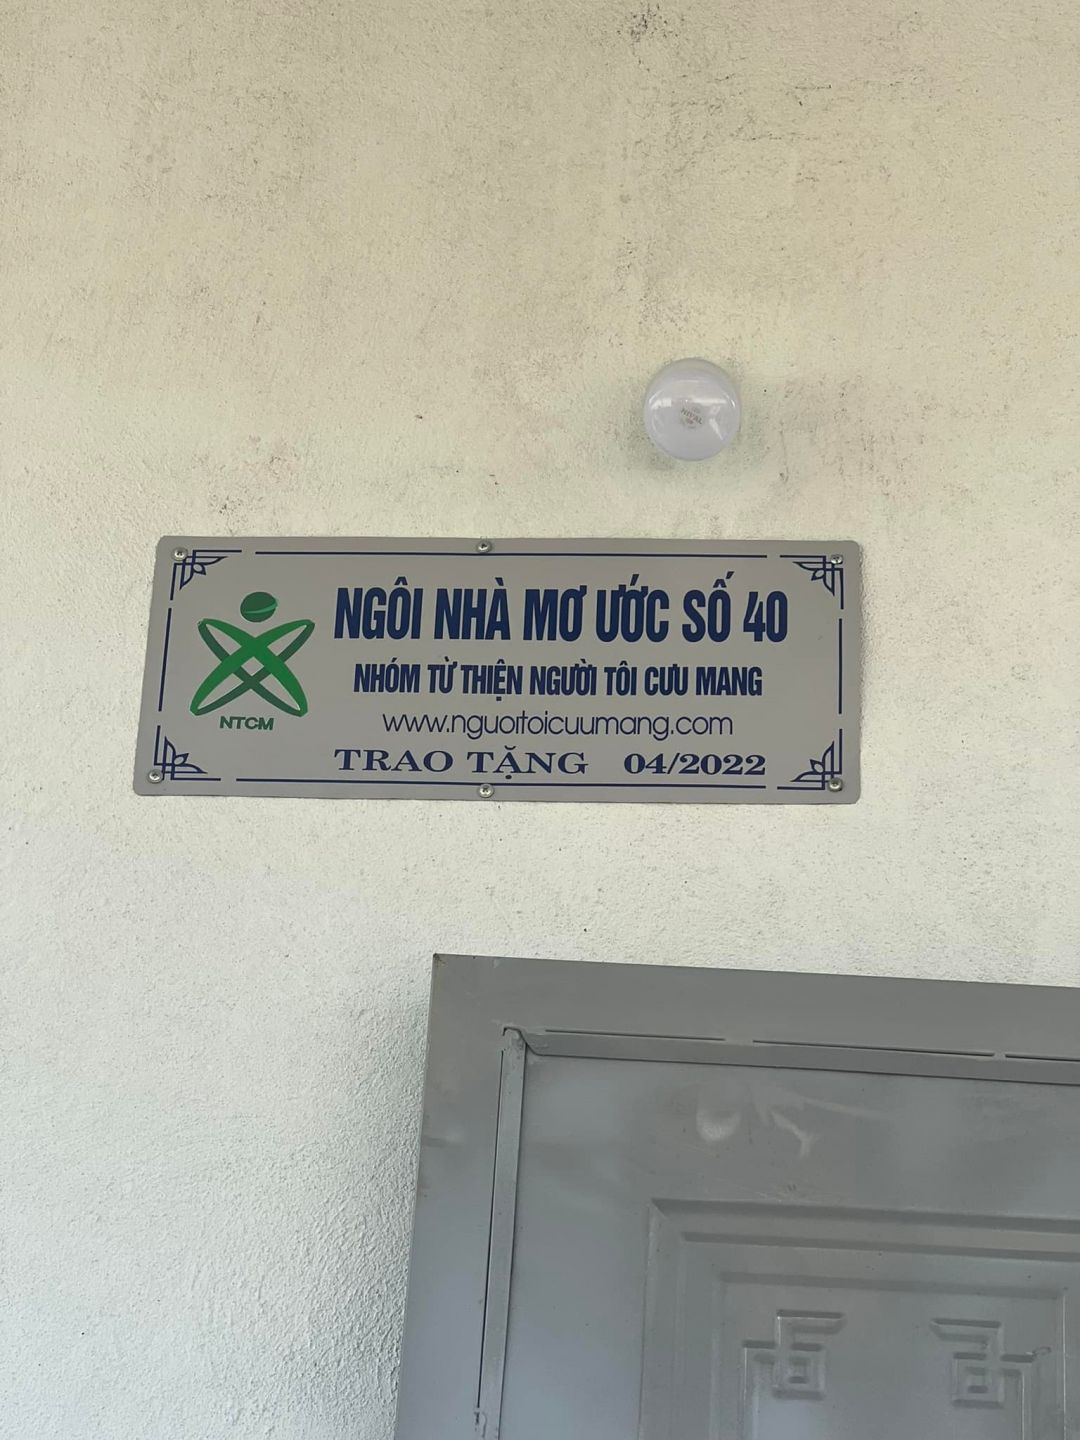 NIVAL
NGÔI NHÀ MƠ ƯỚC SỐ 40
NHÓM TỪ THIỆN NGƯỜI TÔI CƯU MANG
www.nguoitoicuumang.com
NTCM
TRAO TẶNG 04/2022